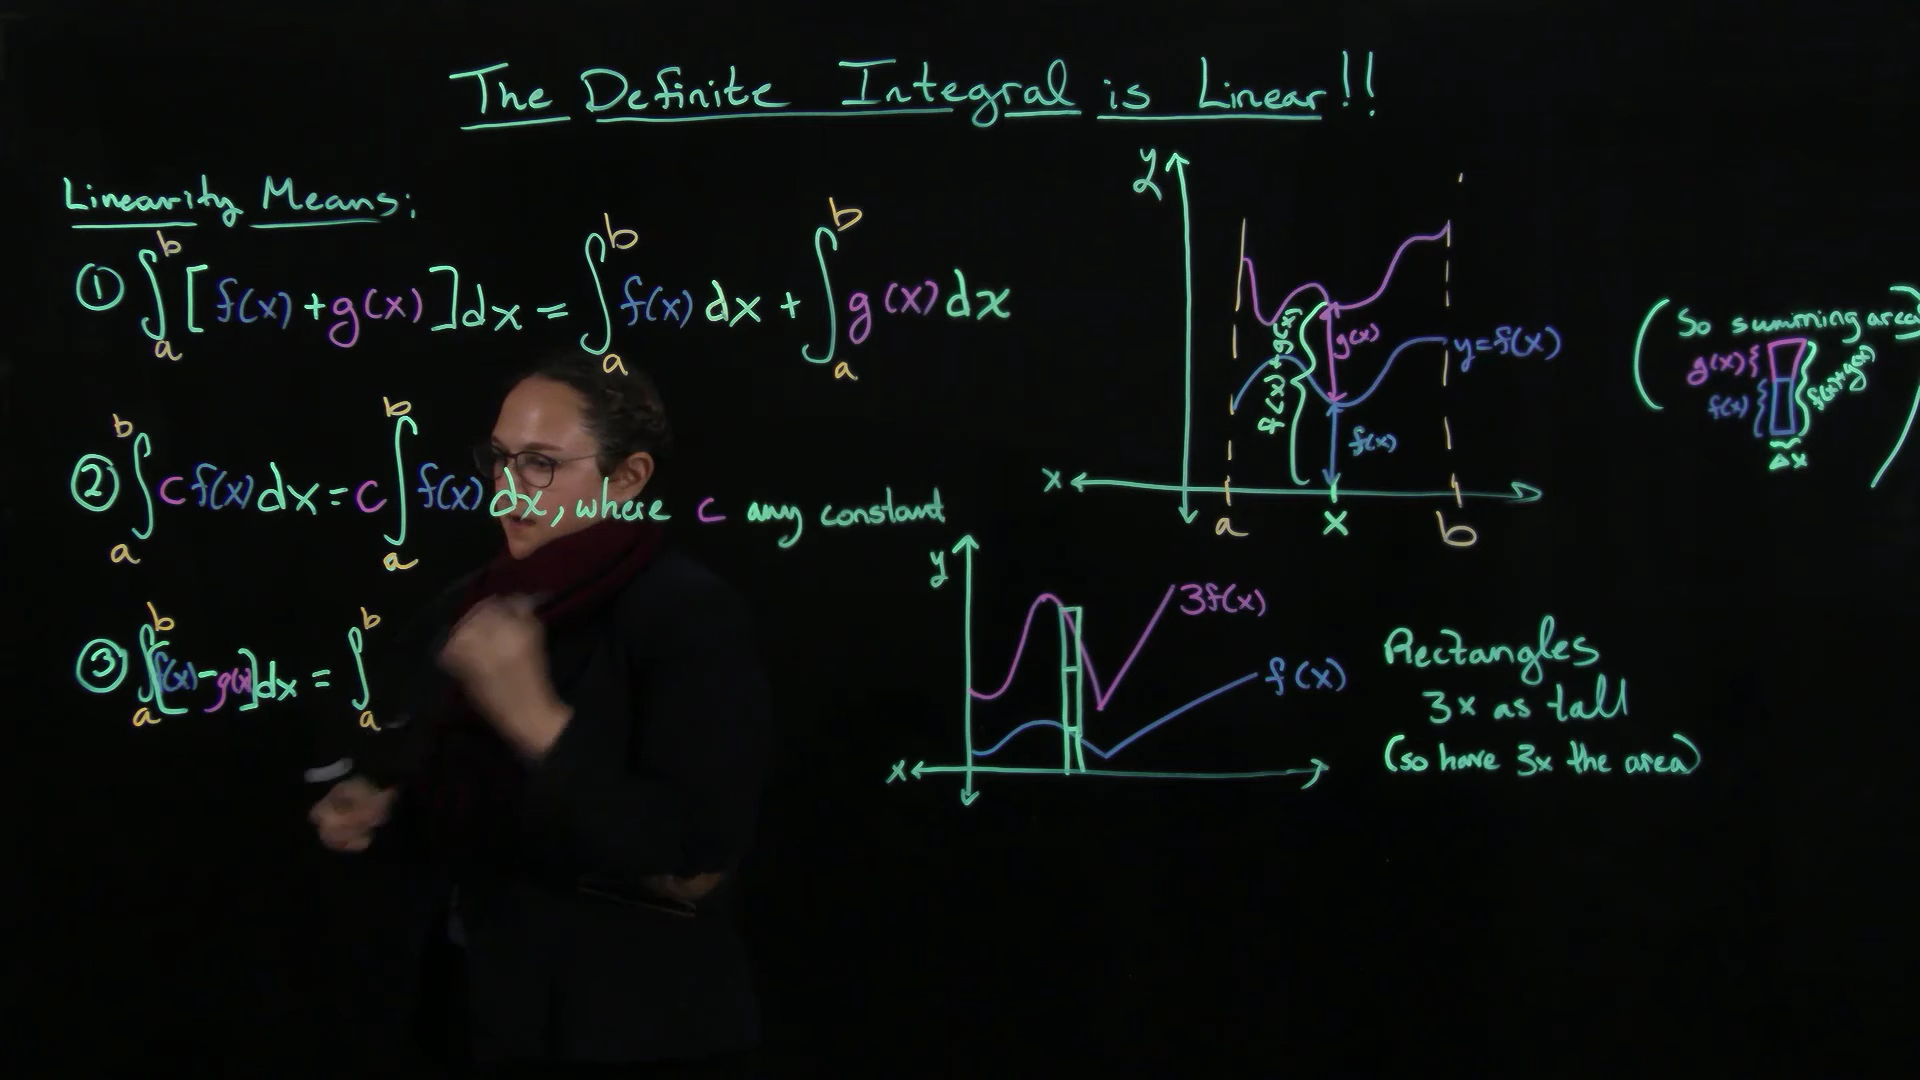 The Definite Integral is Linear!!
Linearity Means:
① ∫_a^b [f(x)+g(x)]dx = ∫_a^b f(x) dx + ∫_a^b g(x)dx
② ∫_a^b c f(x)dx = c ∫_a^b f(x) dx, where c any constant
③ ∫_a^b [f(x)-g(x)]dx = ∫_a^b
y
g(x)
f(x)+g(x)
y=f(x)
f(x)
x
a
x
b
(So summing area
g(x)
f(x)
f(x)+g(x)
Δx
)
y
3f(x)
f(x)
x
Rectangles
3x as tall
(so have 3x the area)